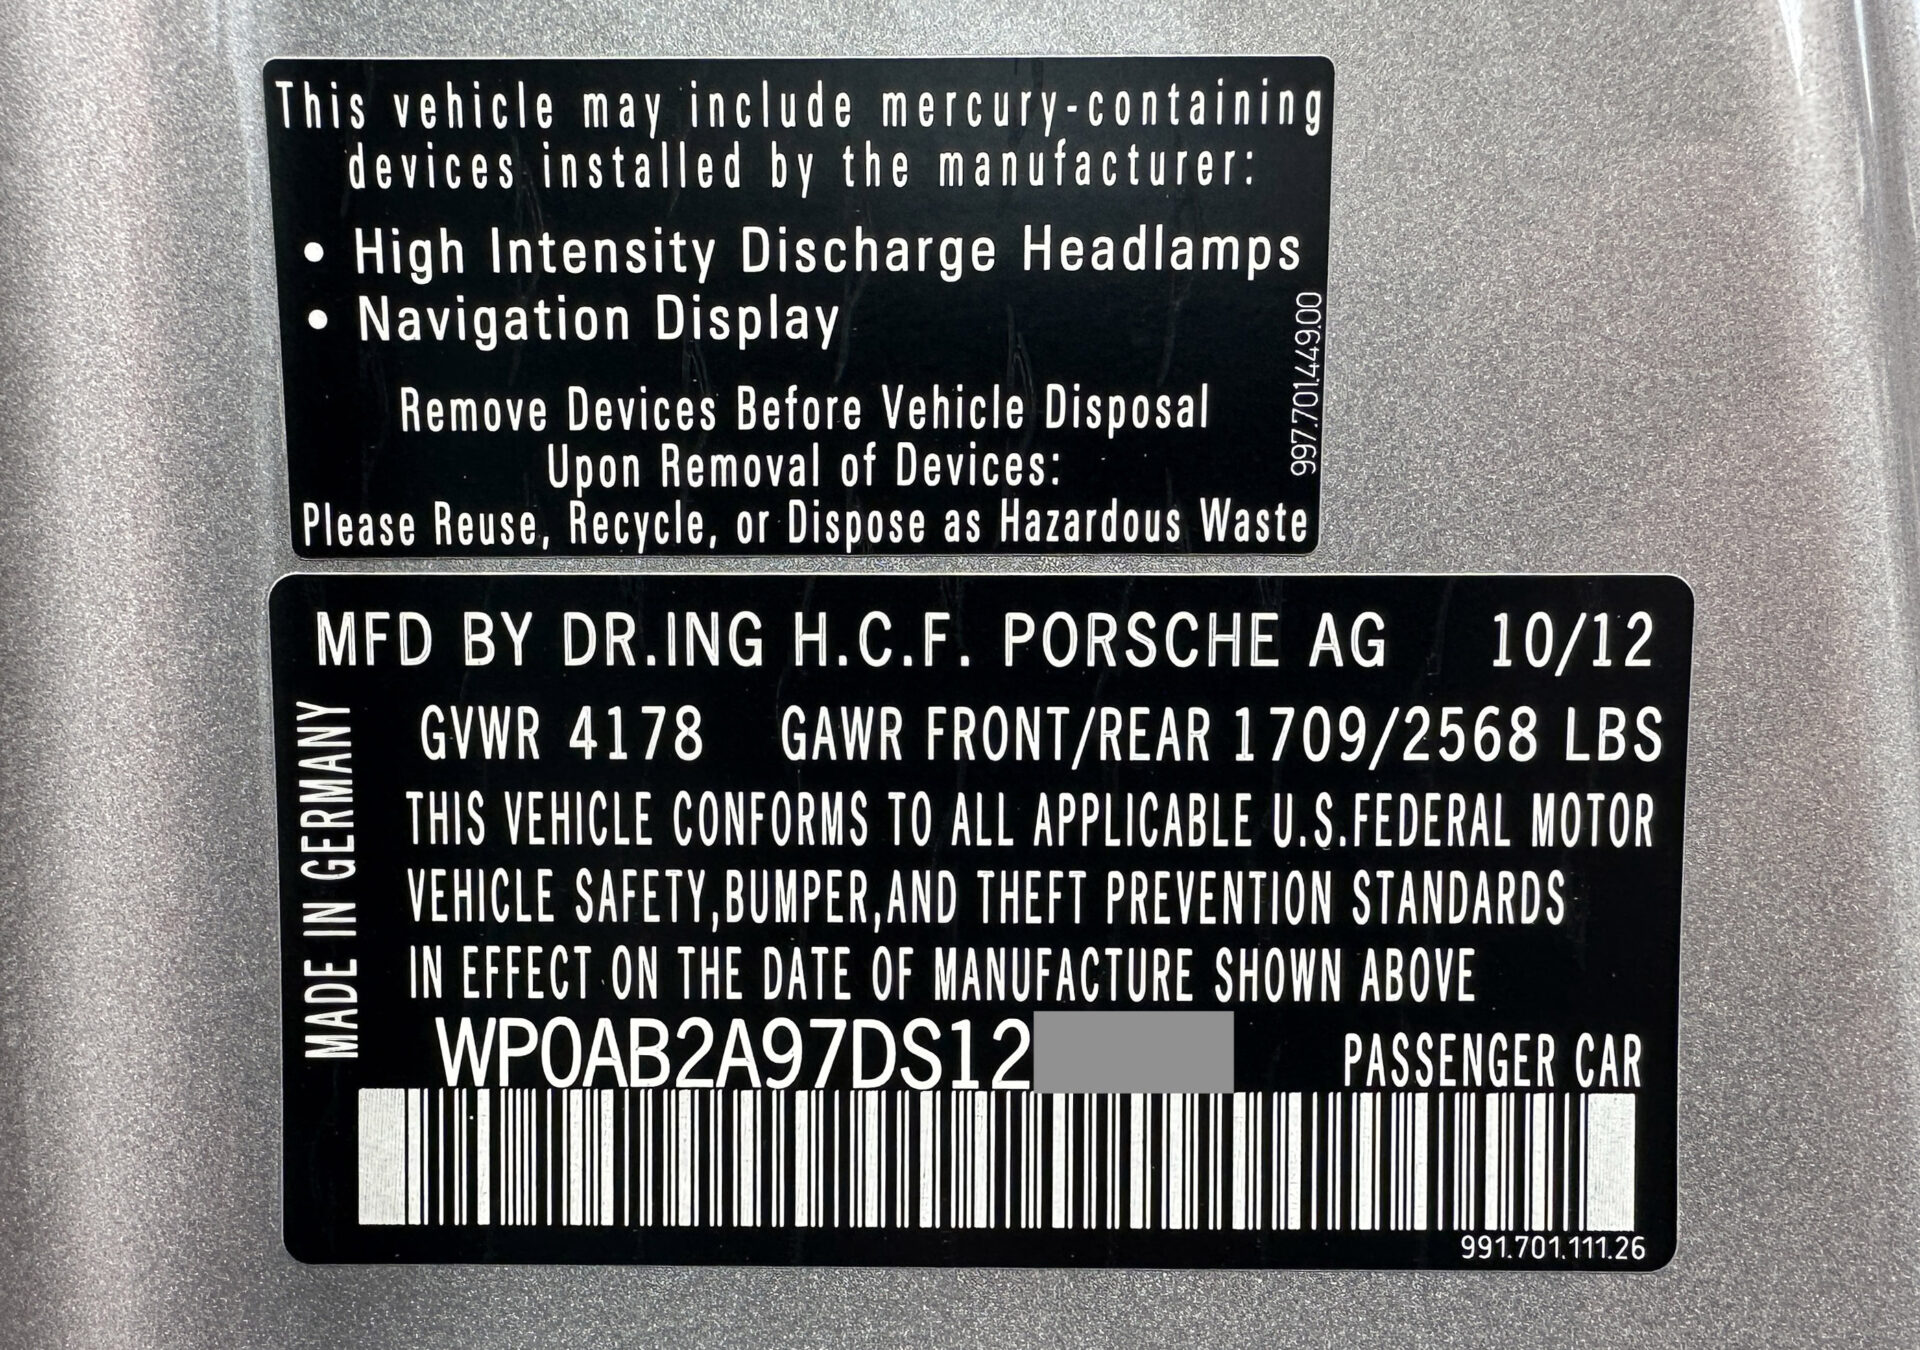 This vehicle may include mercury-containing
devices installed by the manufacturer:
• High Intensity Discharge Headlamps
• Navigation Display
Remove Devices Before Vehicle Disposal
Upon Removal of Devices:
Please Reuse, Recycle, or Dispose as Hazardous Waste
997.701.449.00
MFD BY DR.ING H.C.F. PORSCHE AG 10/12
GVWR 4178 GAWR FRONT/REAR 1709/2568 LBS
THIS VEHICLE CONFORMS TO ALL APPLICABLE U.S.FEDERAL MOTOR
VEHICLE SAFETY,BUMPER,AND THEFT PREVENTION STANDARDS
IN EFFECT ON THE DATE OF MANUFACTURE SHOWN ABOVE
MADE IN GERMANY
WP0AB2A97DS12 PASSENGER CAR
991.701.111.26